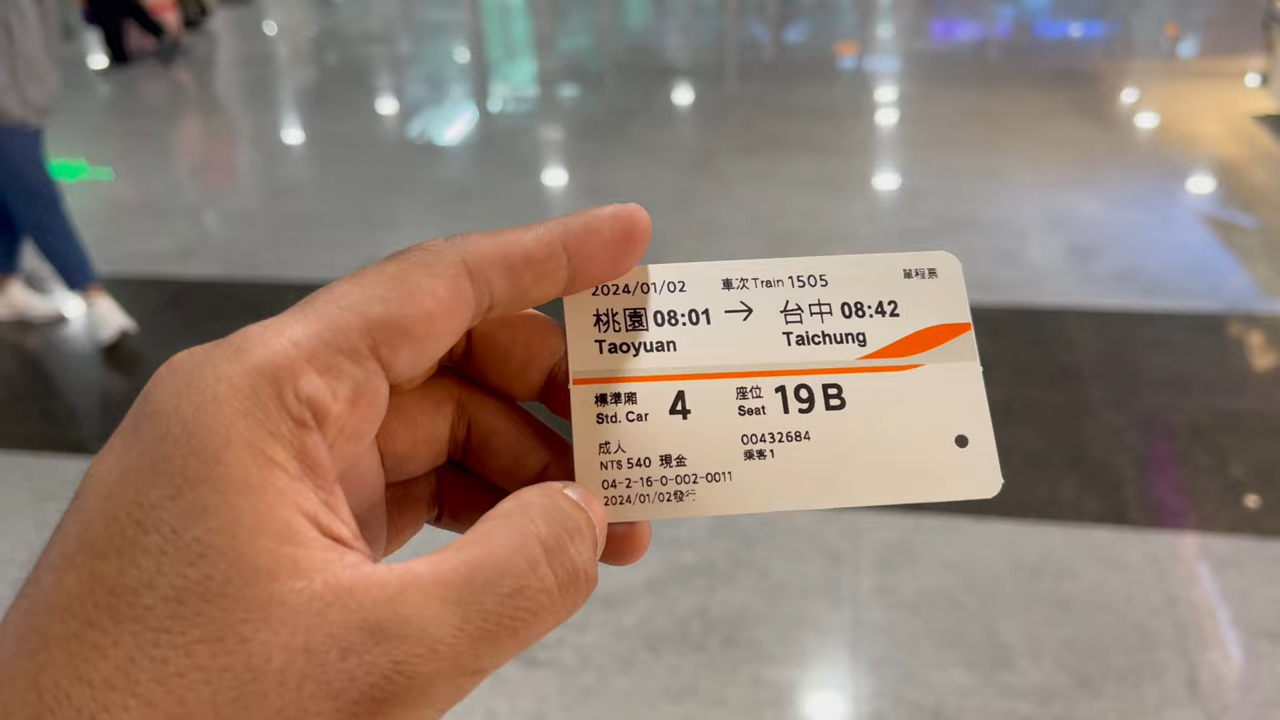 2024/01/02 車次Train 1505 單程票
桃園 08:01 → 台中 08:42
Taoyuan Taichung
標準廂 座位
Std. Car 4 Seat 19B
成人 00432684
NT$ 540 現金 乘客1
04-2-16-0-002-0011
2024/01/02發行